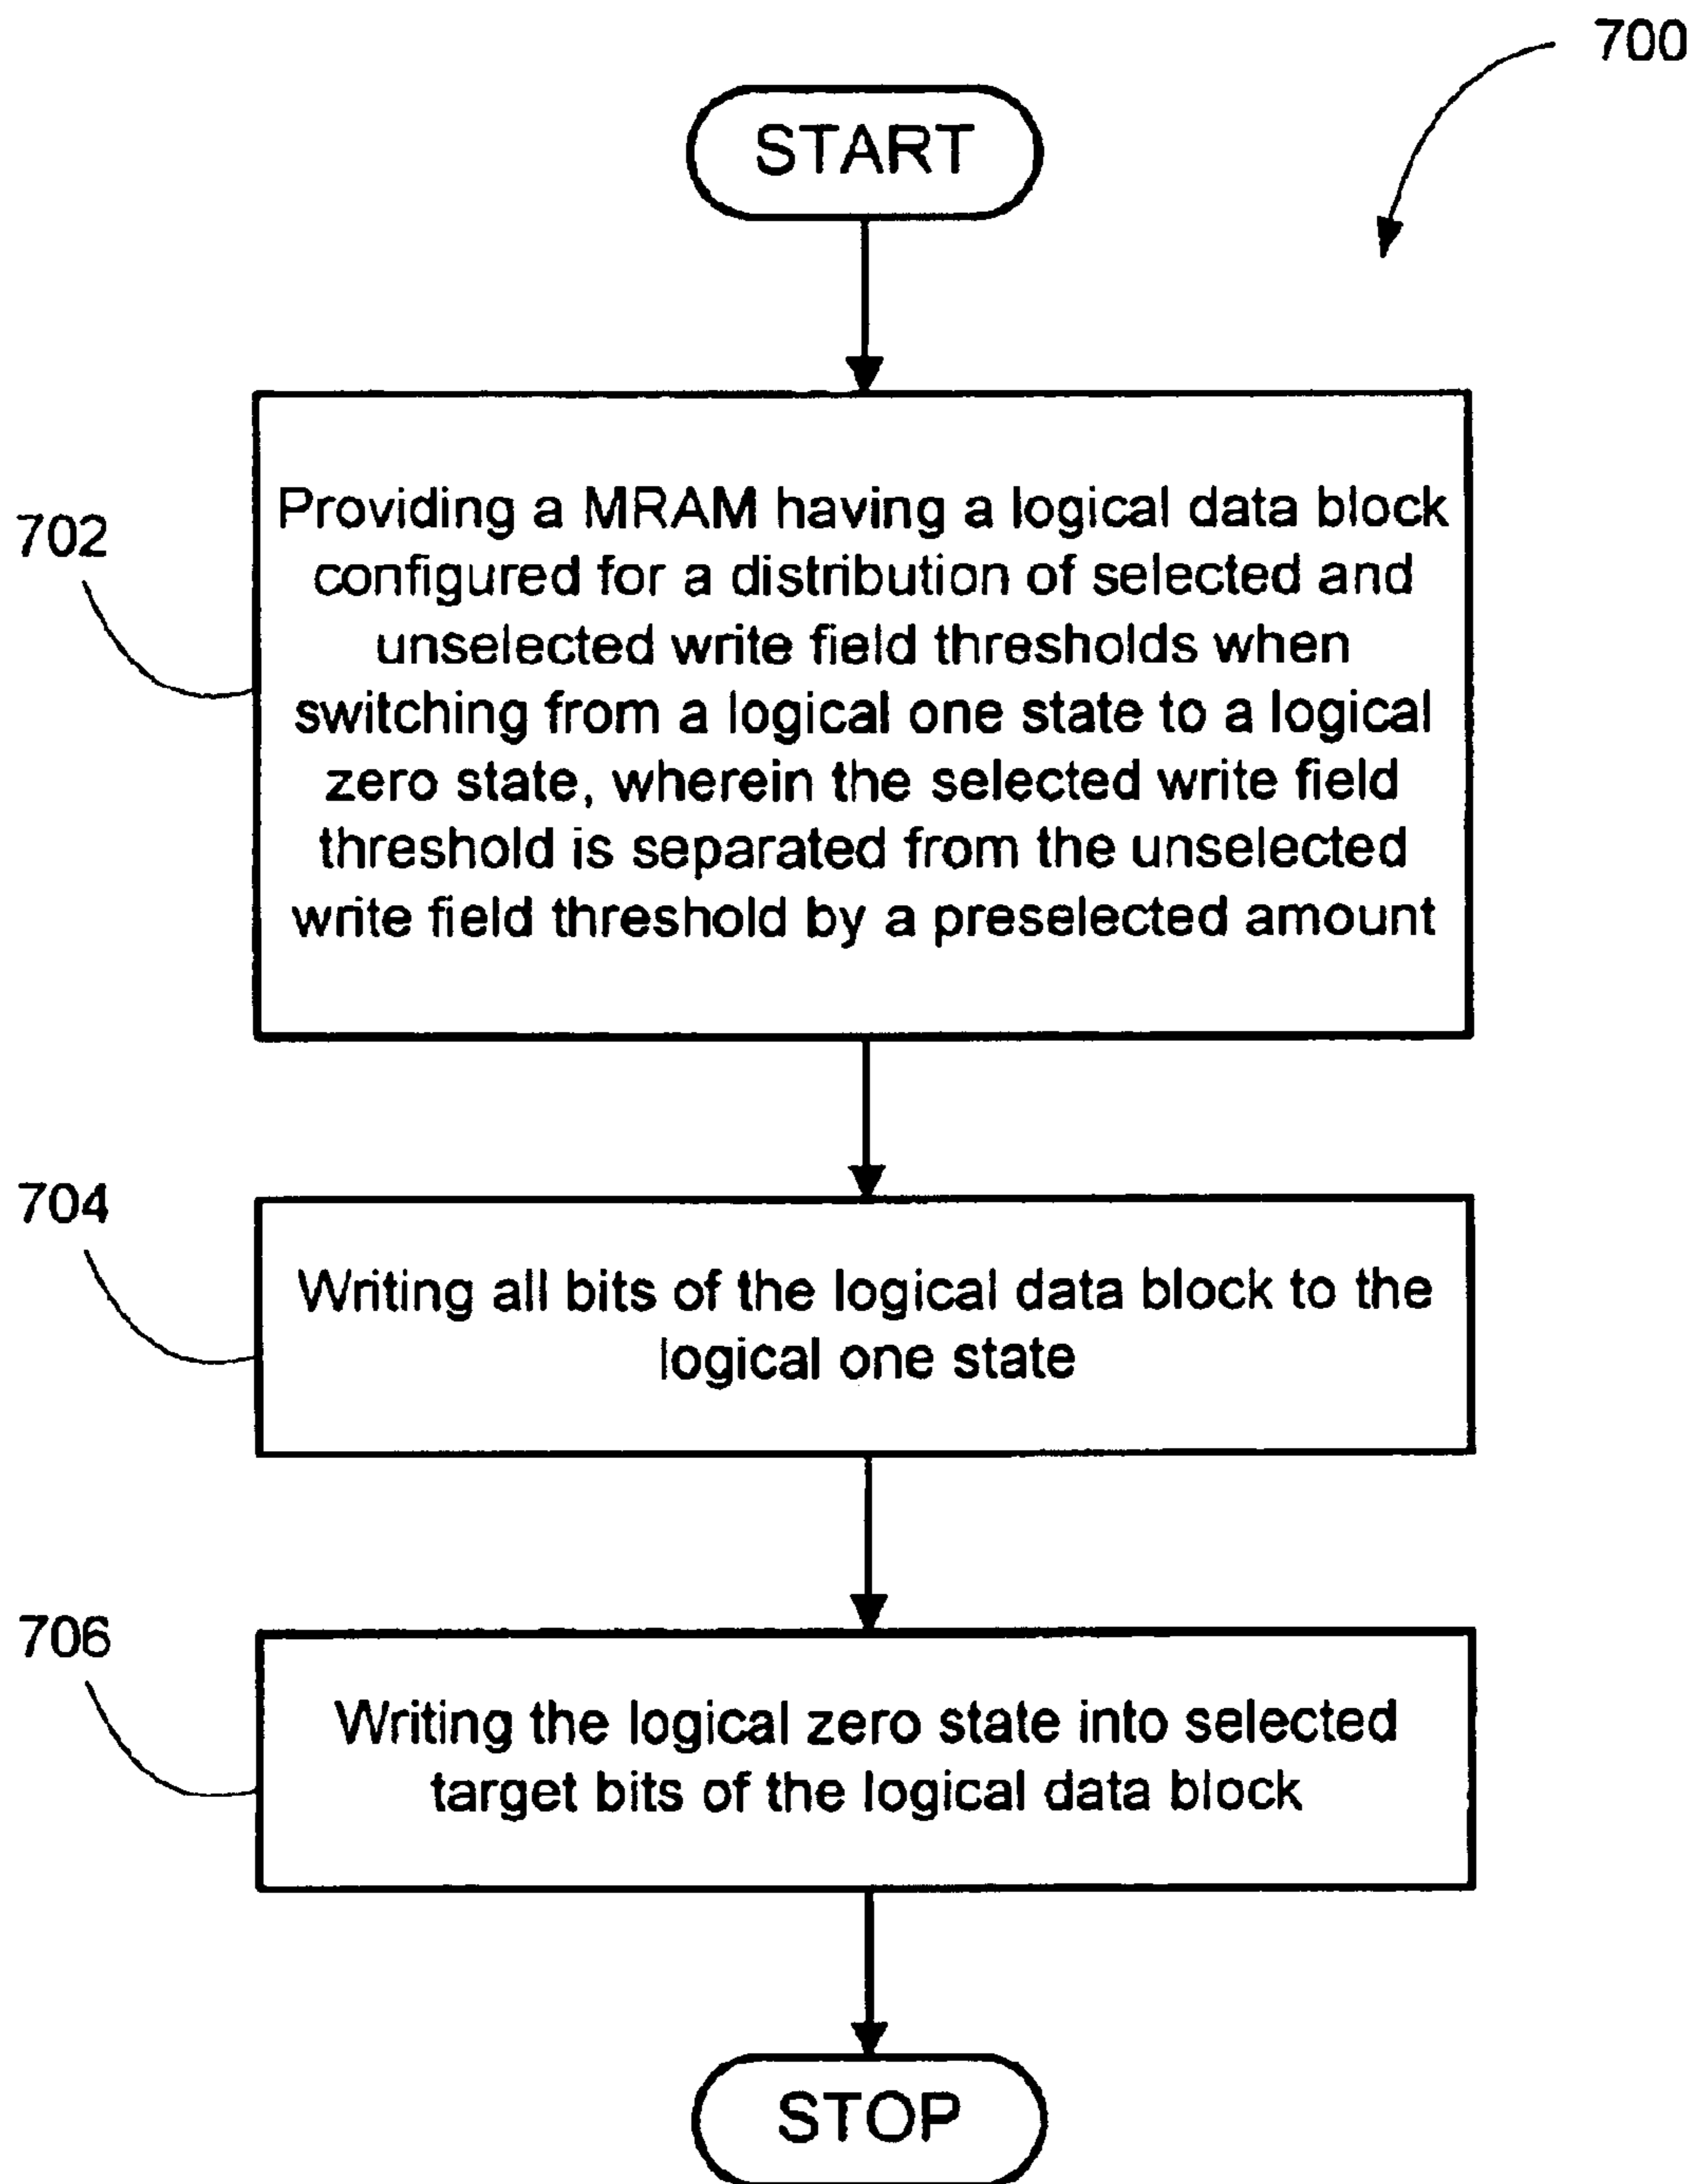 700
START
702
Providing a MRAM having a logical data block
configured for a distribution of selected and
unselected write field thresholds when
switching from a logical one state to a logical
zero state, wherein the selected write field
threshold is separated from the unselected
write field threshold by a preselected amount
704
Writing all bits of the logical data block to the
logical one state
706
Writing the logical zero state into selected
target bits of the logical data block
STOP